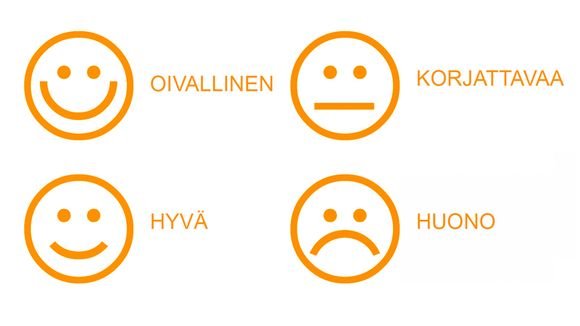 OIVALLINEN
KORJATTAVAA
HYVÄ
HUONO